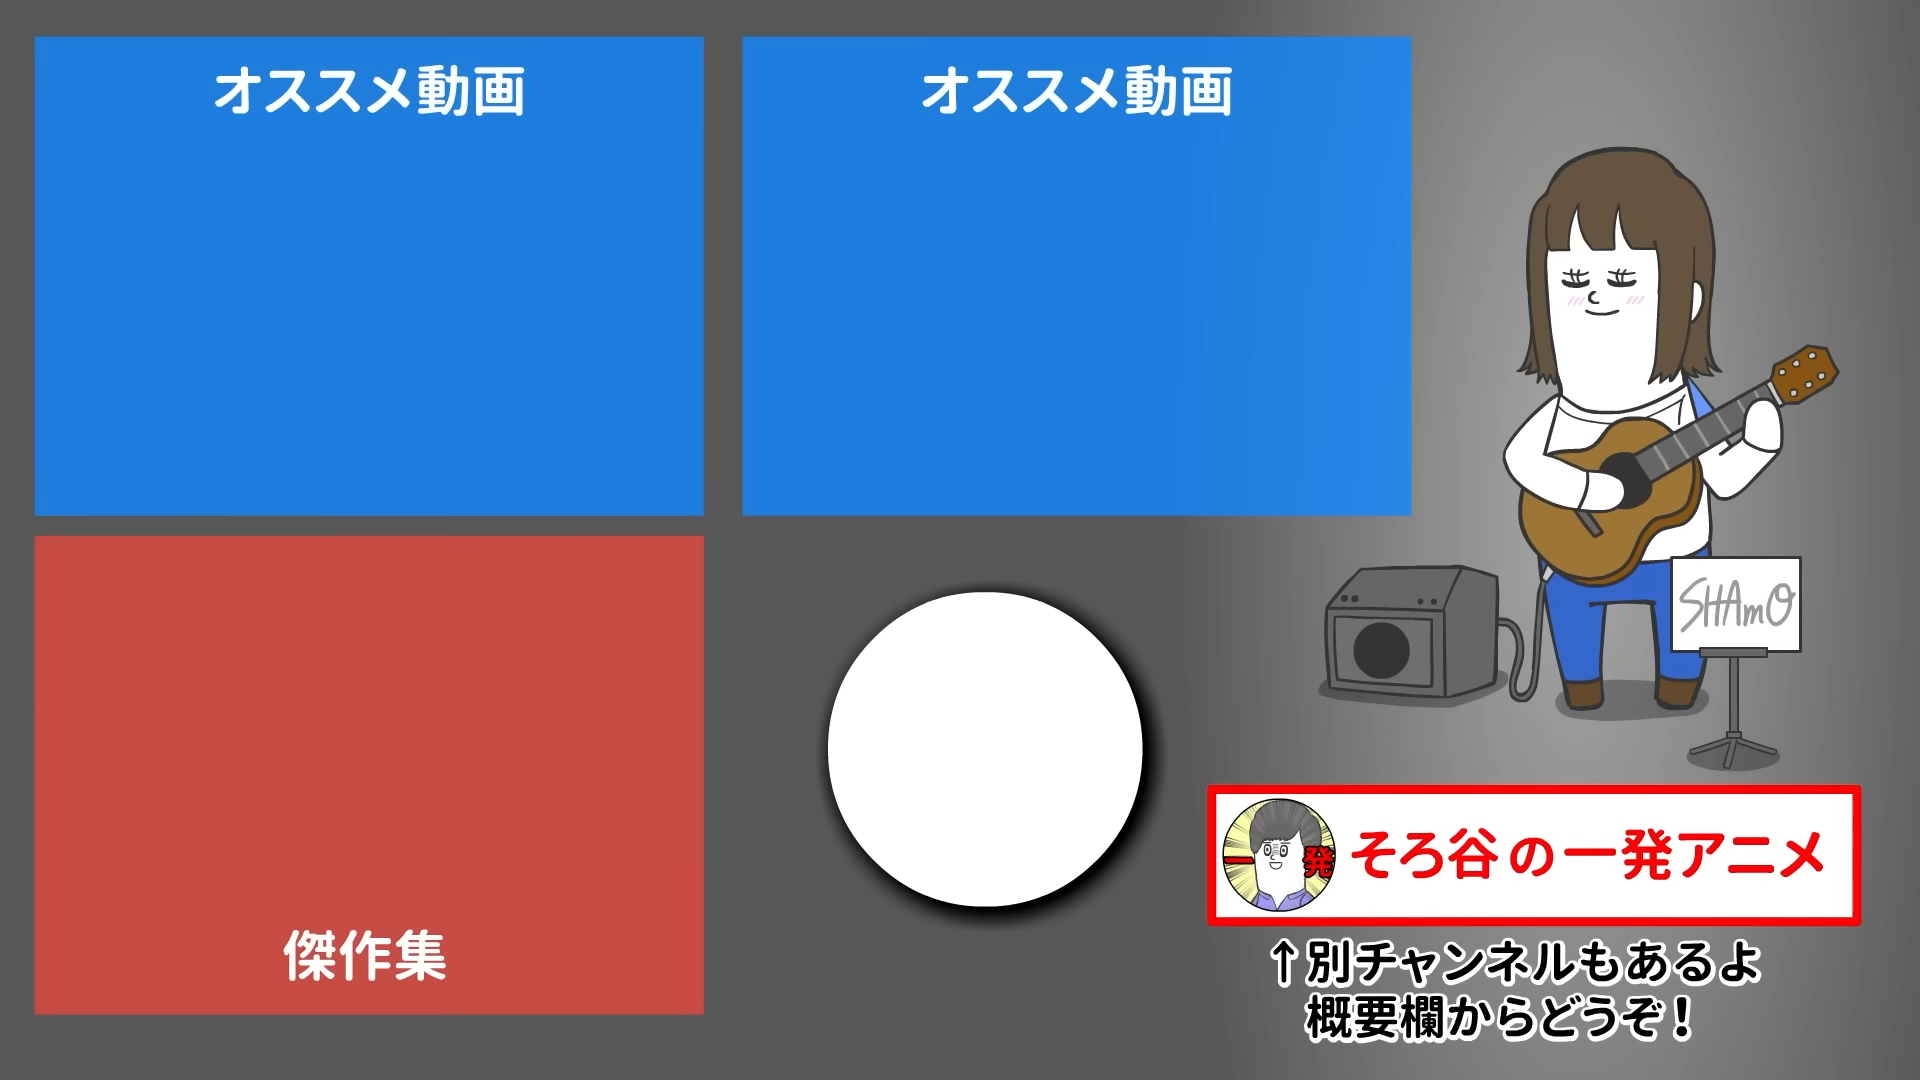 オススメ動画
オススメ動画
SHAmO
一発
そろ谷の一発アニメ
傑作集
↑別チャンネルもあるよ
概要欄からどうぞ！